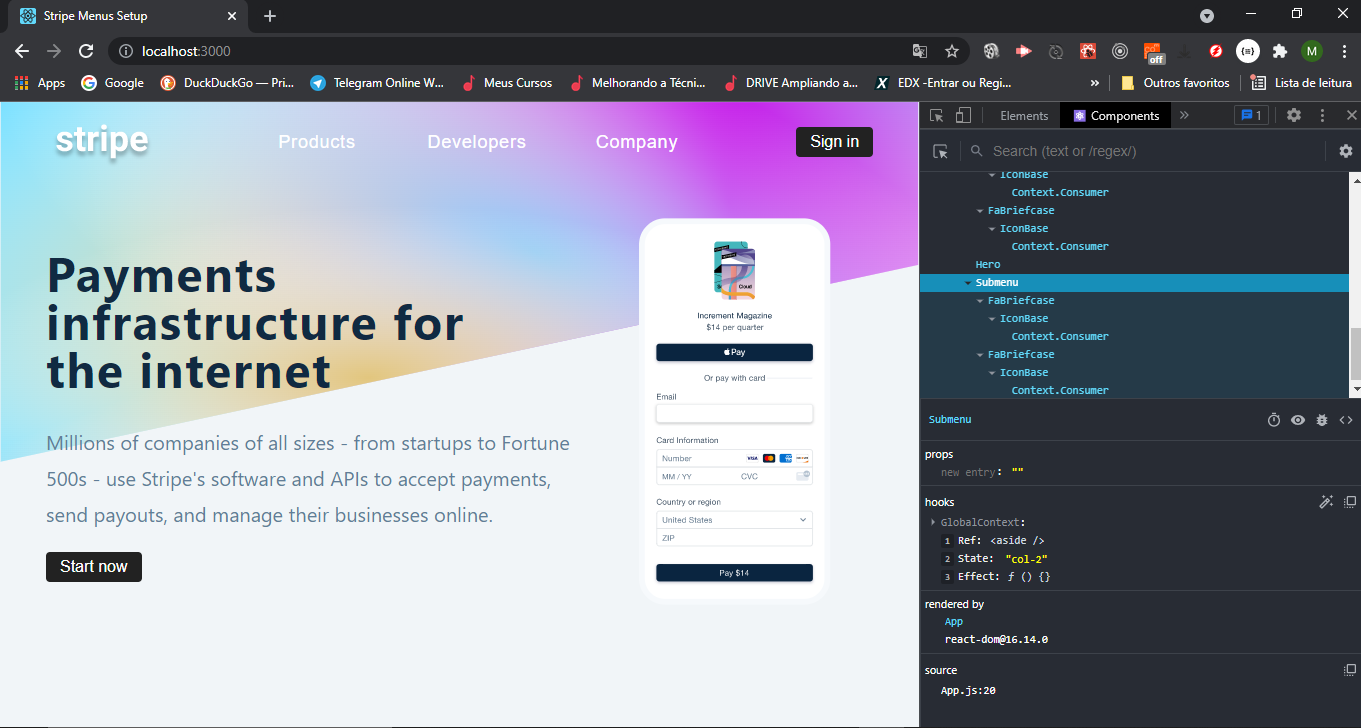 Stripe Menus Setup
localhost:3000
off
M
Apps
Google
DuckDuckGo — Pri...
Telegram Online W...
Meus Cursos
Melhorando a Técni...
DRIVE Ampliando a...
EDX -Entrar ou Regi...
»
Outros favoritos
Lista de leitura
stripe
Products
Developers
Company
Sign in
Payments
infrastructure for
the internet
Millions of companies of all sizes - from startups to Fortune
500s - use Stripe's software and APIs to accept payments,
send payouts, and manage their businesses online.
Start now
Cloud
Increment Magazine
$14 per quarter
Pay
Or pay with card
Email
Card Information
Number
VISA
MM / YY
CVC
Country or region
United States
ZIP
Pay $14
Elements
Components
»
1
Search (text or /regex/)
IconBase
Context.Consumer
FaBriefcase
IconBase
Context.Consumer
Hero
Submenu
FaBriefcase
IconBase
Context.Consumer
FaBriefcase
IconBase
Context.Consumer
Submenu
props
new entry: ""
hooks
GlobalContext:
1 Ref: <aside />
2 State: "col-2"
3 Effect: ƒ () {}
rendered by
App
react-dom@16.14.0
source
App.js:20